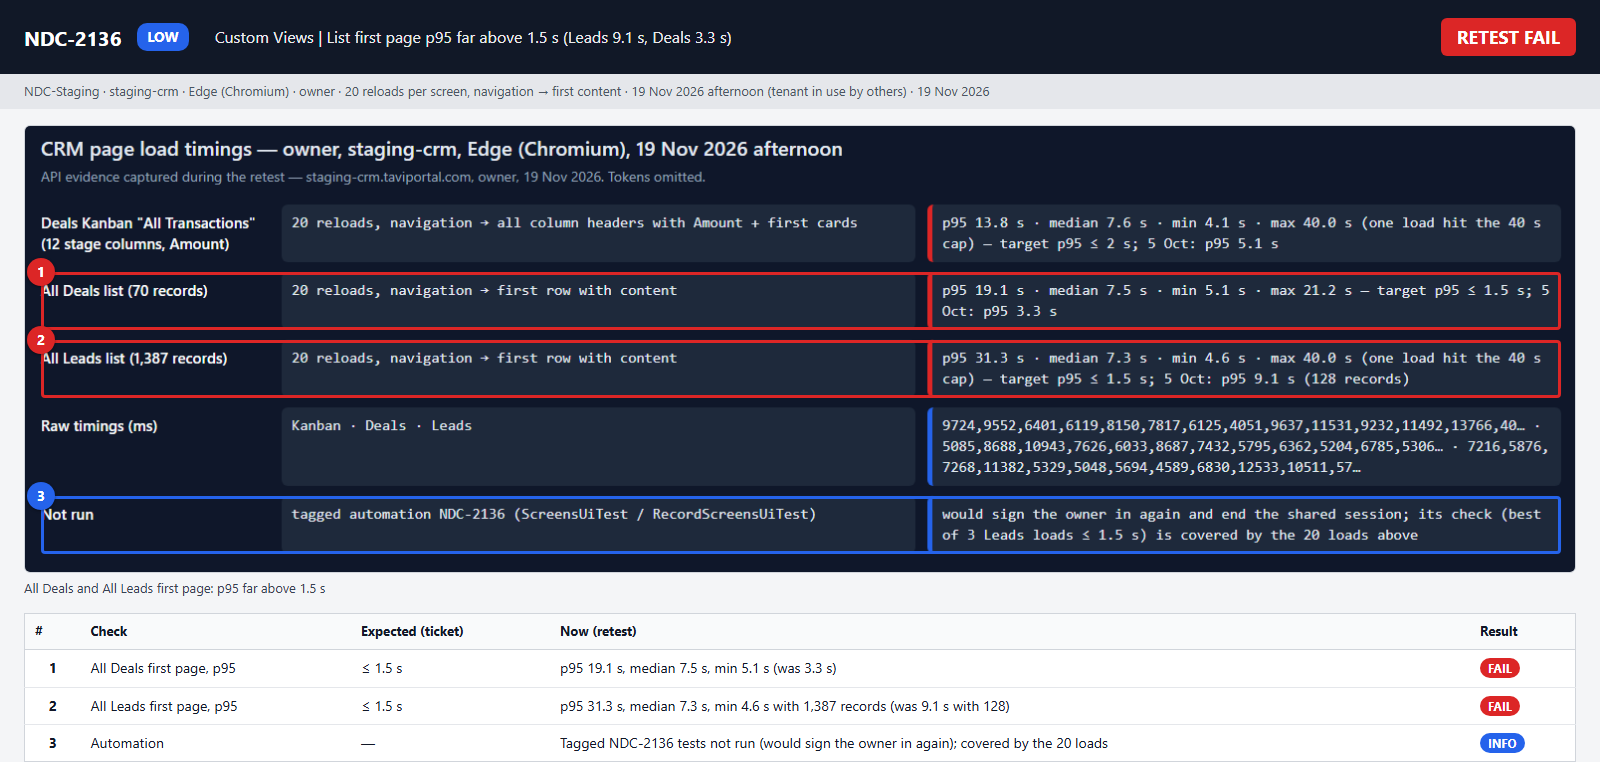 NDC-2136 LOW Custom Views | List first page p95 far above 1.5 s (Leads 9.1 s, Deals 3.3 s) RETEST FAIL
NDC-Staging · staging-crm · Edge (Chromium) · owner · 20 reloads per screen, navigation → first content · 19 Nov 2026 afternoon (tenant in use by others) · 19 Nov 2026
CRM page load timings — owner, staging-crm, Edge (Chromium), 19 Nov 2026 afternoon
API evidence captured during the retest — staging-crm.taviportal.com, owner, 19 Nov 2026. Tokens omitted.
Deals Kanban "All Transactions"
(12 stage columns, Amount)
20 reloads, navigation → all column headers with Amount + first cards
p95 13.8 s · median 7.6 s · min 4.1 s · max 40.0 s (one load hit the 40 s
cap) — target p95 ≤ 2 s; 5 Oct: p95 5.1 s
1
All Deals list (70 records)
20 reloads, navigation → first row with content
p95 19.1 s · median 7.5 s · min 5.1 s · max 21.2 s — target p95 ≤ 1.5 s; 5
Oct: p95 3.3 s
2
All Leads list (1,387 records)
20 reloads, navigation → first row with content
p95 31.3 s · median 7.3 s · min 4.6 s · max 40.0 s (one load hit the 40 s
cap) — target p95 ≤ 1.5 s; 5 Oct: p95 9.1 s (128 records)
Raw timings (ms)
Kanban · Deals · Leads
9724,9552,6401,6119,8150,7817,6125,4051,9637,11531,9232,11492,13766,40… ·
5085,8688,10943,7626,6033,8687,7432,5795,6362,5204,6785,5306… · 7216,5876,
7268,11382,5329,5048,5694,4589,6830,12533,10511,57…
3
Not run
tagged automation NDC-2136 (ScreensUiTest / RecordScreensUiTest)
would sign the owner in again and end the shared session; its check (best
of 3 Leads loads ≤ 1.5 s) is covered by the 20 loads above
All Deals and All Leads first page: p95 far above 1.5 s
# Check Expected (ticket) Now (retest) Result
1 All Deals first page, p95 ≤ 1.5 s p95 19.1 s, median 7.5 s, min 5.1 s (was 3.3 s) FAIL
2 All Leads first page, p95 ≤ 1.5 s p95 31.3 s, median 7.3 s, min 4.6 s with 1,387 records (was 9.1 s with 128) FAIL
3 Automation — Tagged NDC-2136 tests not run (would sign the owner in again); covered by the 20 loads INFO